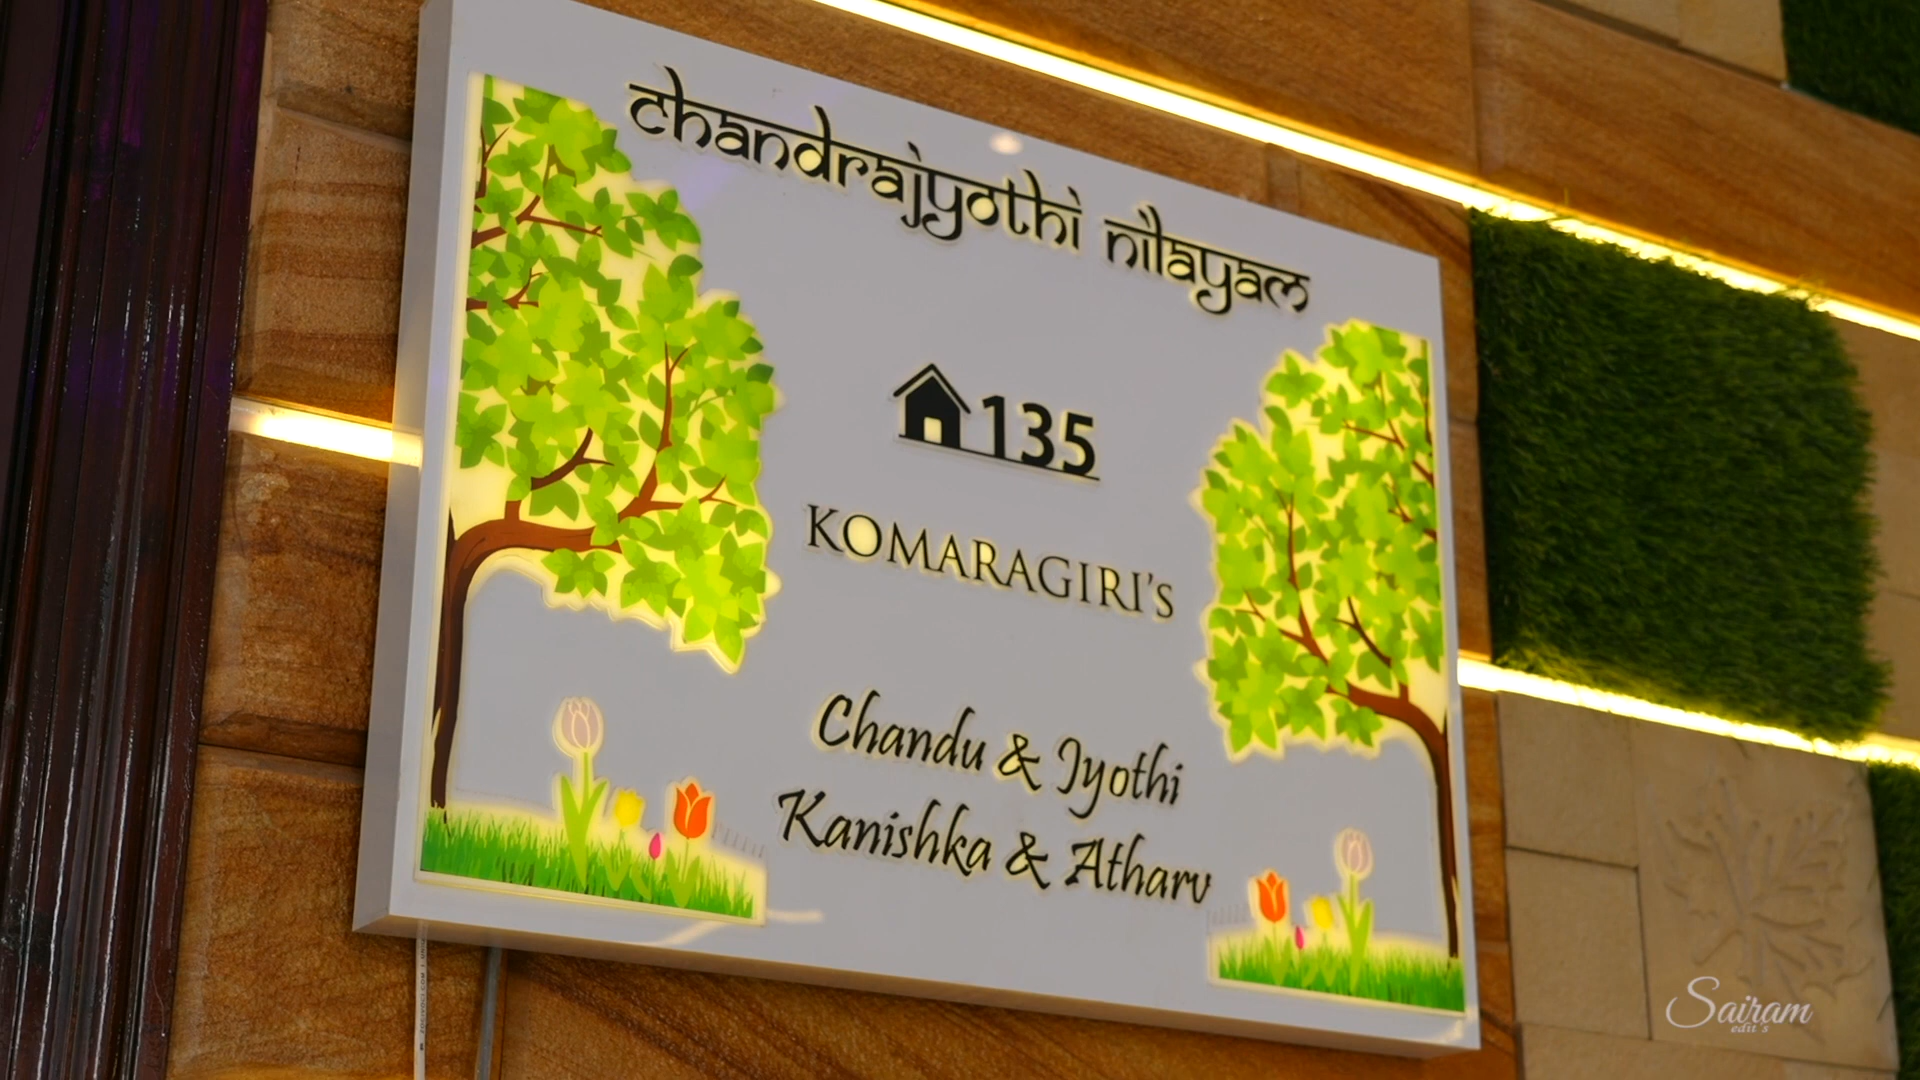 chandrajyothi nilayam
135
KOMARAGIRI's
Chandu & Jyothi
Kanishka & Atharv
Sairam
edit's